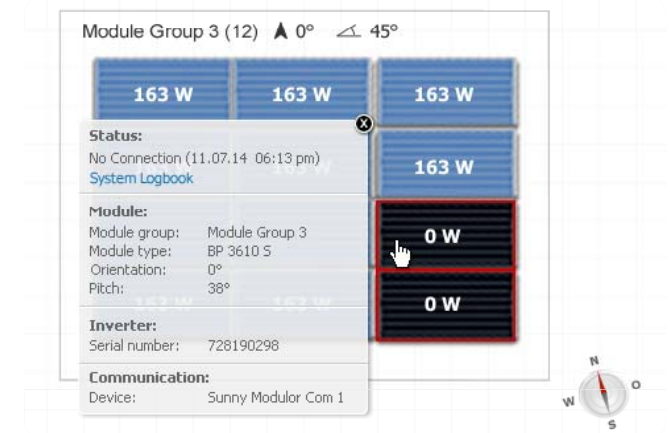 Module Group 3 (12) 0° 45°
163 W 163 W 163 W
X
Status:
No Connection (11.07.14 06:13 pm)
System Logbook
163 W
Module:
Module group: Module Group 3
Module type: BP 3610 S
Orientation: 0°
Pitch: 38°
0 W
163 W 163 W 0 W
Inverter:
Serial number: 728190298
Communication:
Device: Sunny Modulor Com 1
N
W O
S